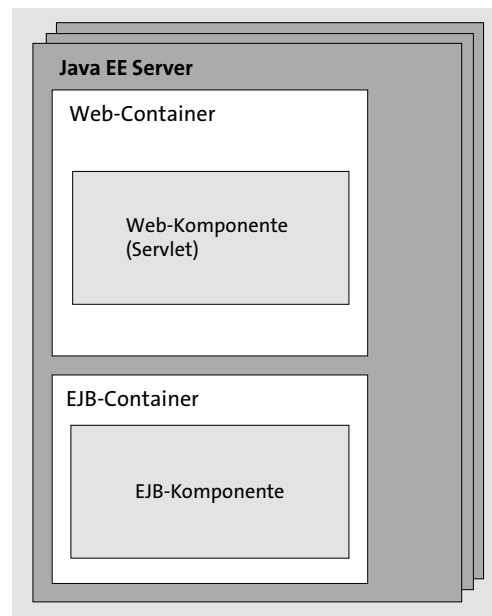 Java EE Server
Web-Container
Web-Komponente
(Servlet)
EJB-Container
EJB-Komponente